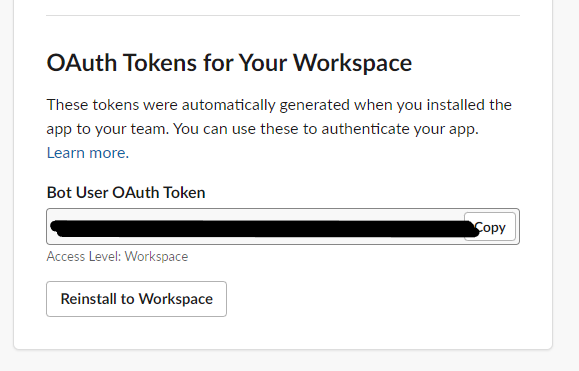 OAuth Tokens for Your Workspace
These tokens were automatically generated when you installed the
app to your team. You can use these to authenticate your app.
Learn more.
Bot User OAuth Token
Copy
Access Level: Workspace
Reinstall to Workspace